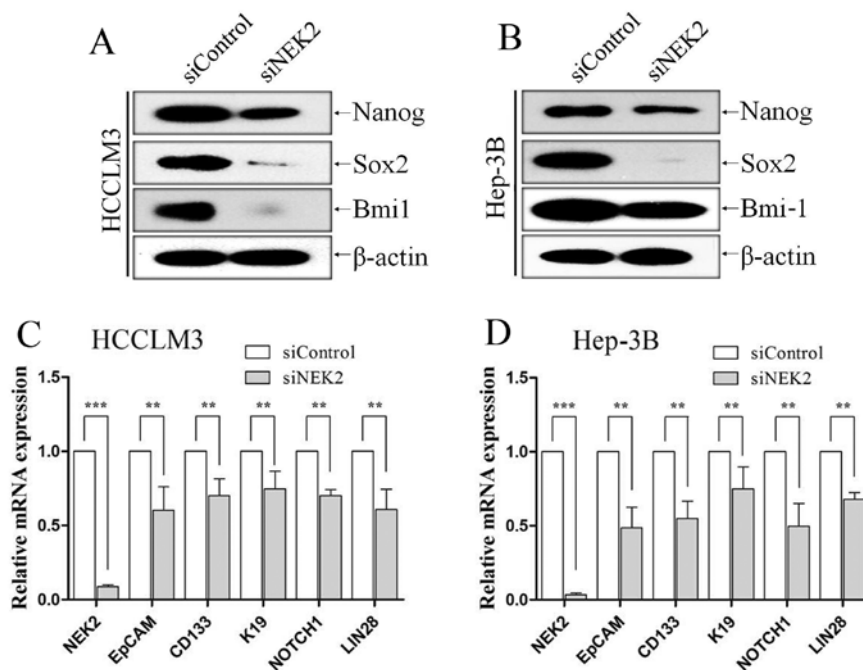 A
siControl
siNEK2
HCCLM3
Nanog
Sox2
Bmi1
β-actin
B
siControl
siNEK2
Hep-3B
Nanog
Sox2
Bmi-1
β-actin
C
HCCLM3
siControl
siNEK2
Relative mRNA expression
1.5
1.0
0.5
0.0
*** ** ** ** ** **
NEK2 EpCAM CD133 K19 NOTCH1 LIN28
D
Hep-3B
siControl
siNEK2
Relative mRNA expression
1.5
1.0
0.5
0.0
*** ** ** ** ** **
NEK2 EpCAM CD133 K19 NOTCH1 LIN28